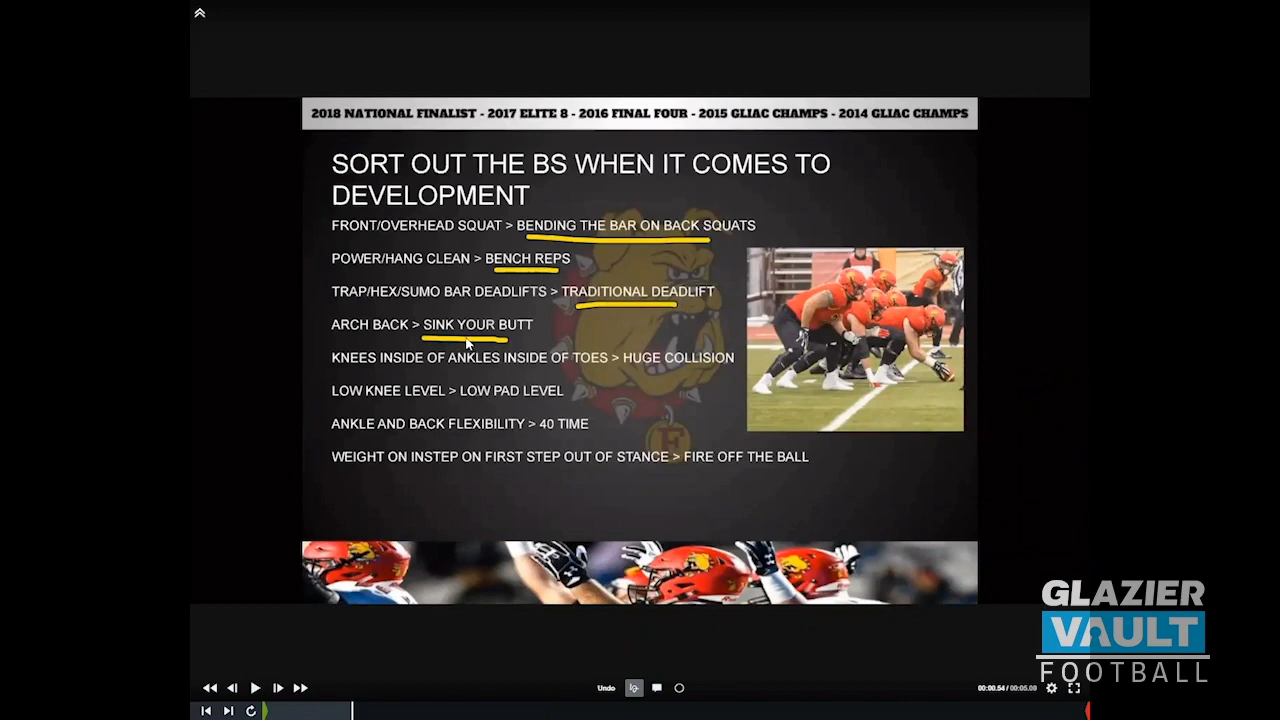 2018 NATIONAL FINALIST - 2017 ELITE 8 - 2016 FINAL FOUR - 2015 GLIAC CHAMPS - 2014 GLIAC CHAMPS
SORT OUT THE BS WHEN IT COMES TO
DEVELOPMENT
FRONT/OVERHEAD SQUAT > BENDING THE BAR ON BACK SQUATS
POWER/HANG CLEAN > BENCH REPS
TRAP/HEX/SUMO BAR DEADLIFTS > TRADITIONAL DEADLIFT
ARCH BACK > SINK YOUR BUTT
KNEES INSIDE OF ANKLES INSIDE OF TOES > HUGE COLLISION
LOW KNEE LEVEL > LOW PAD LEVEL
ANKLE AND BACK FLEXIBILITY > 40 TIME
WEIGHT ON INSTEP ON FIRST STEP OUT OF STANCE > FIRE OFF THE BALL
F
GLAZIER
VAULT
FOOTBALL
Undo
00:00.54 / 00:05.00